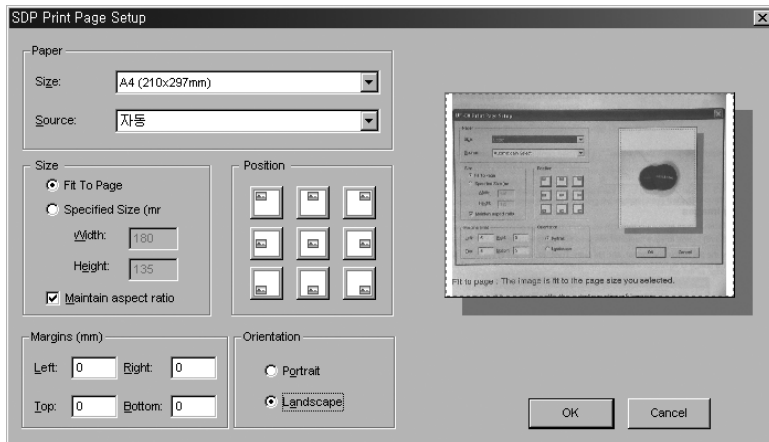 SDP Print Page Setup
Paper
Size: A4 (210x297mm)
Source: 자동
Size
Fit To Page
Specified Size (mr
Width: 180
Height: 135
Maintain aspect ratio
Position
Margins (mm)
Left: 0 Right: 0
Top: 0 Bottom: 0
Orientation
Portrait
Landscape
Fit to page : The image is fit to the page size you selected.
OK
Cancel